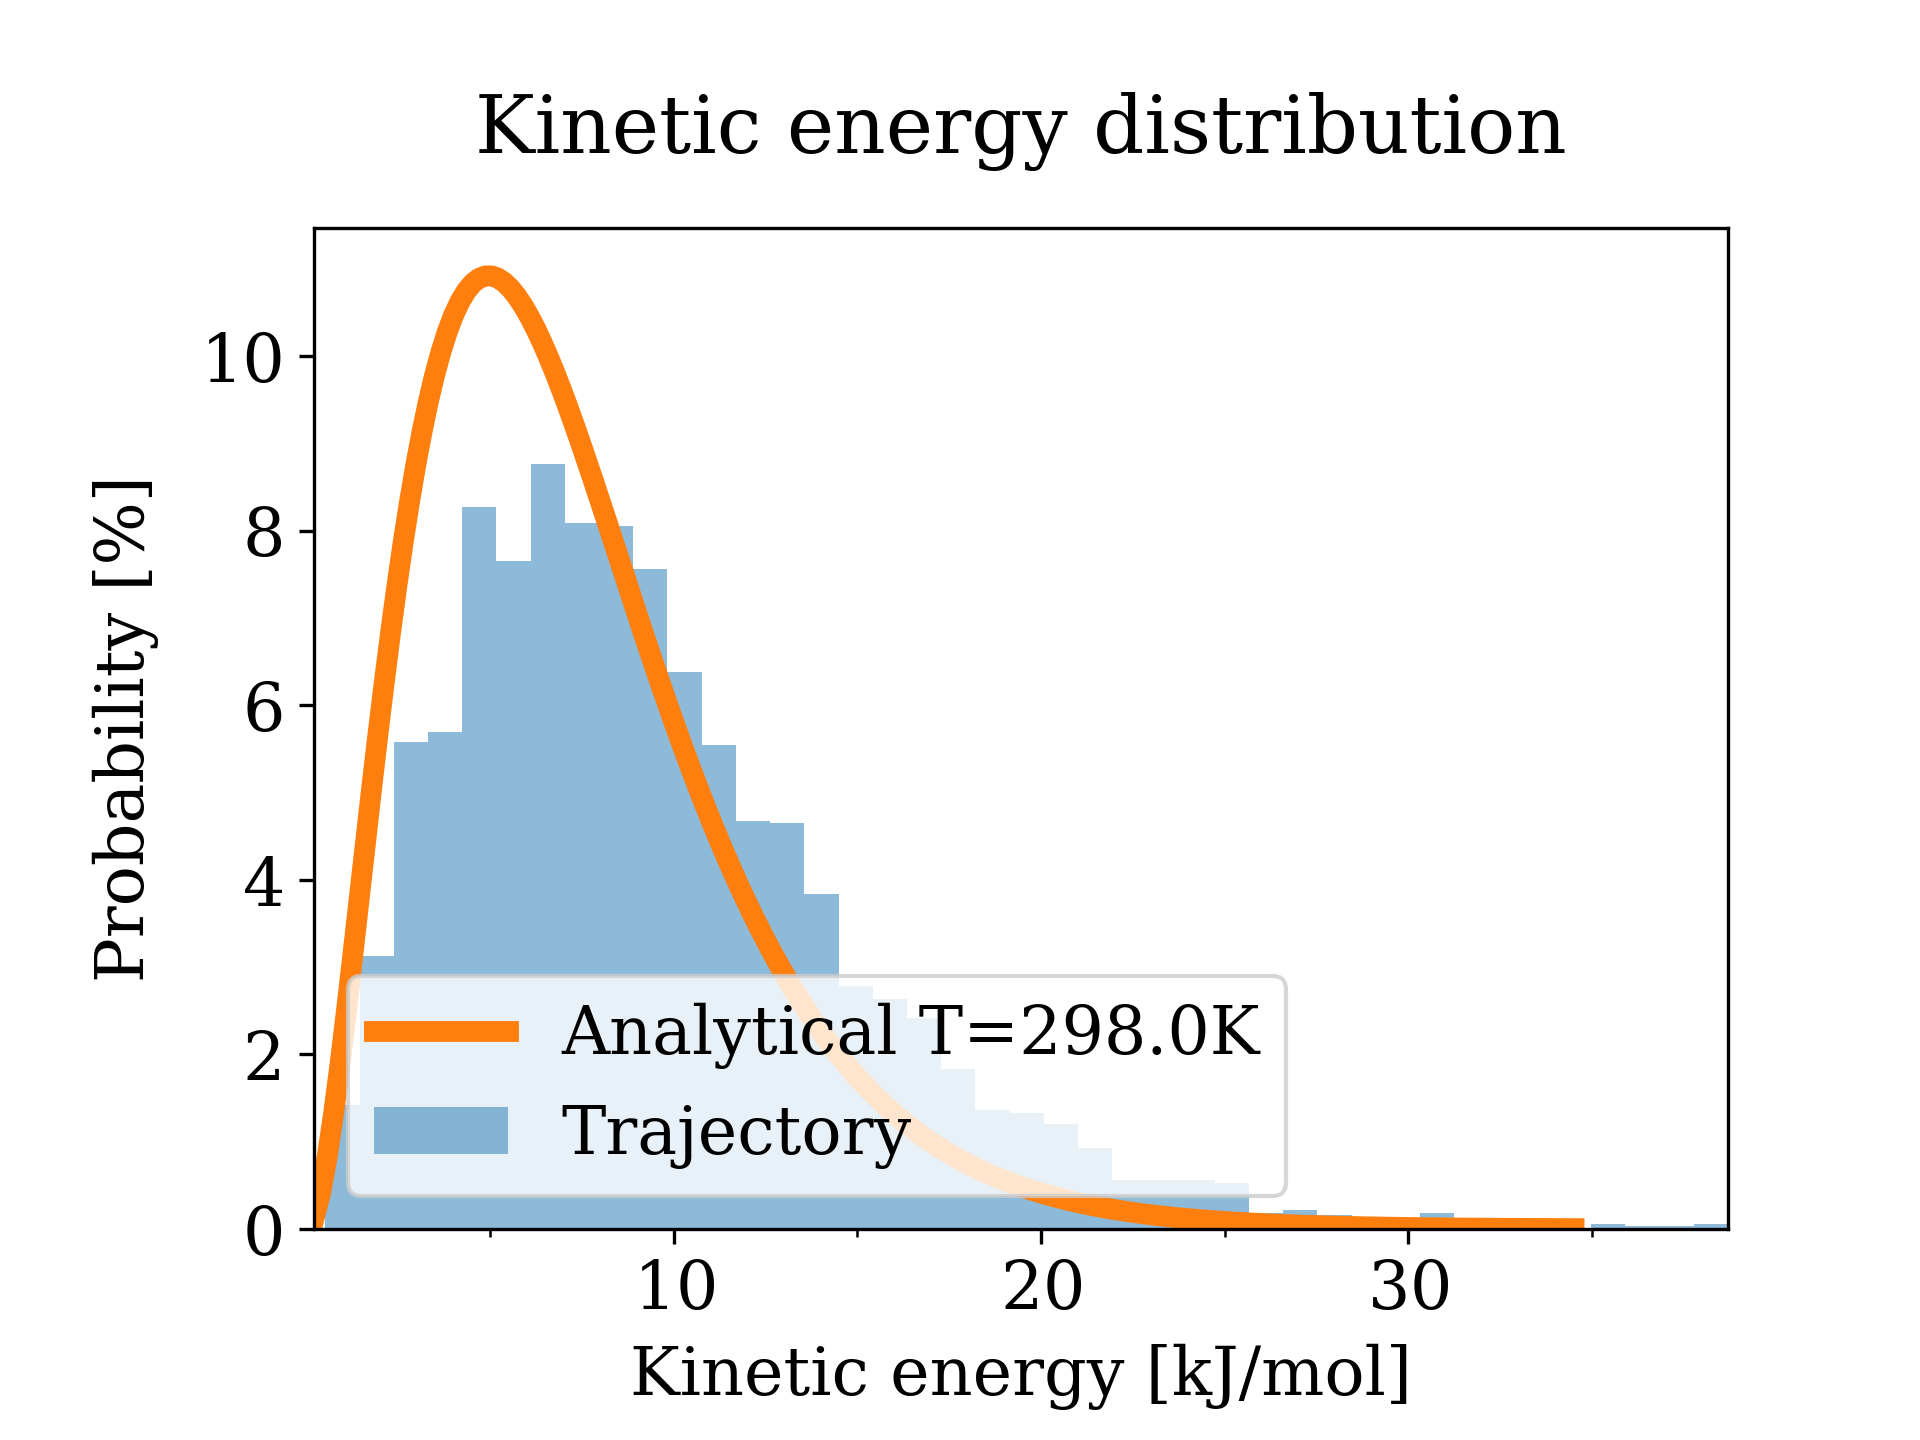 Kinetic energy distribution
Probability [%]
10
8
6
4
2
0
Analytical T=298.0K
Trajectory
10 20 30
Kinetic energy [kJ/mol]